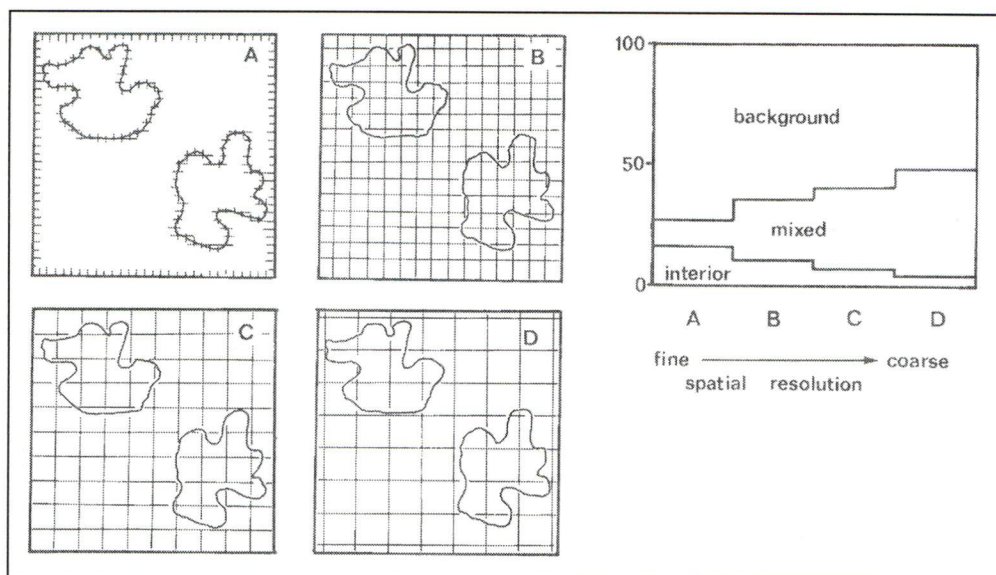 A
B
C
D
100
background
50
mixed
interior
0
A B C D
fine coarse
spatial resolution